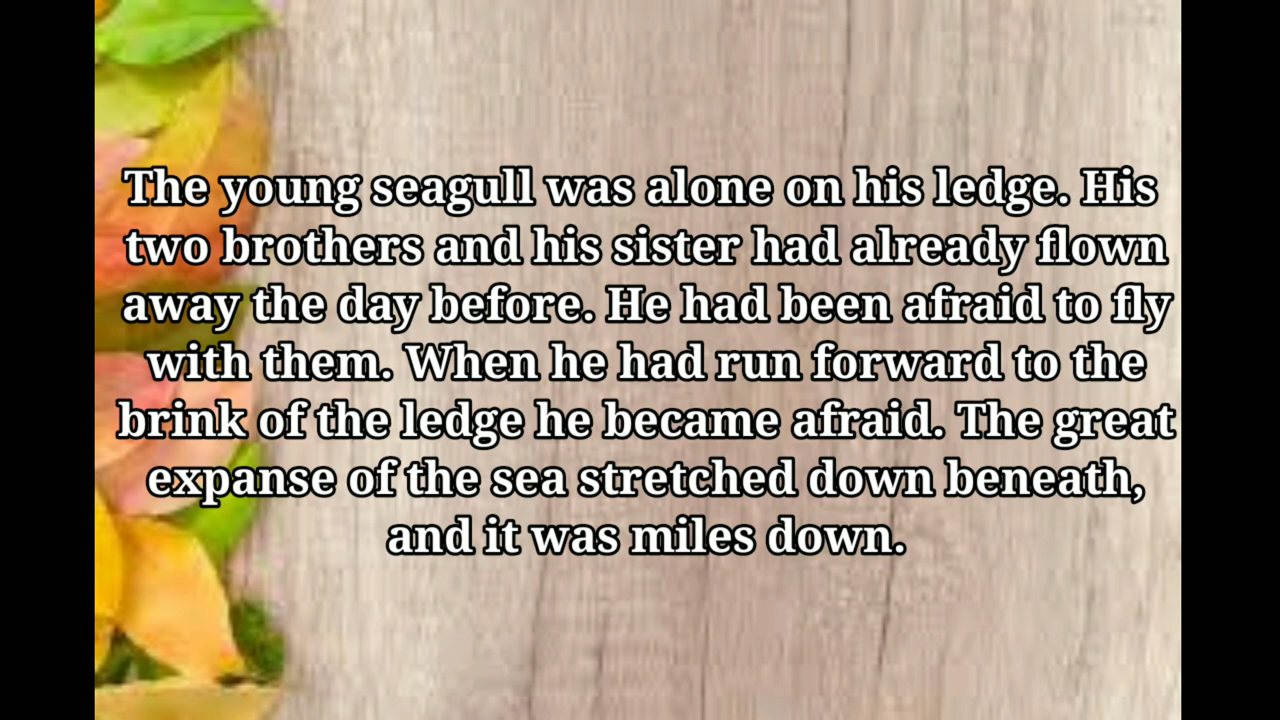 The young seagull was alone on his ledge. His
two brothers and his sister had already flown
away the day before. He had been afraid to fly
with them. When he had run forward to the
brink of the ledge he became afraid. The great
expanse of the sea stretched down beneath,
and it was miles down.